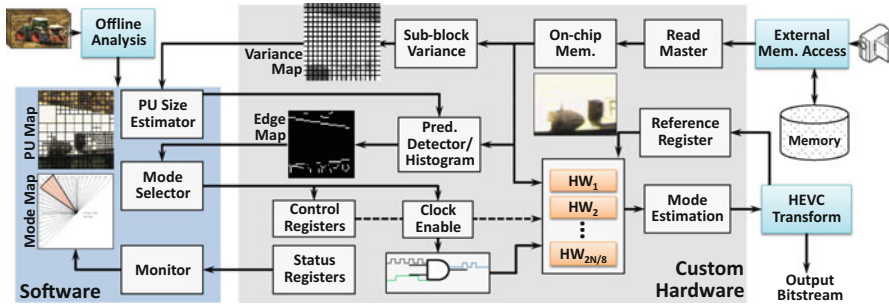 Offline
Analysis
Variance
Map
Sub-block
Variance
On-chip
Mem.
Read
Master
External
Mem. Access
PU Map
PU Size
Estimator
Edge
Map
Pred.
Detector/
Histogram
Reference
Register
Memory
Mode Map
Mode
Selector
HW1
HW2
HW2N/8
Control
Registers
Clock
Enable
Mode
Estimation
HEVC
Transform
Monitor
Status
Registers
Software
Custom
Hardware
Output
Bitstream